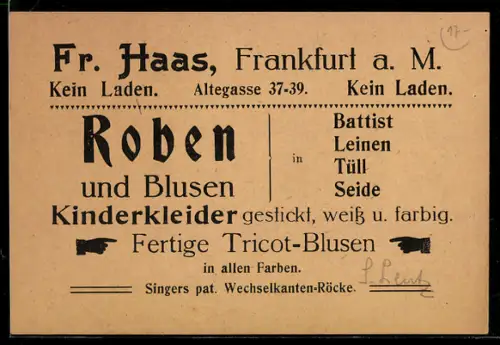 Fr. Haas, Frankfurt a. M.
Kein Laden. Altegasse 37-39. Kein Laden.
Roben
und Blusen
in
Battist
Leinen
Tüll
Seide
Kinderkleider gestickt, weiß u. farbig.
Fertige Tricot-Blusen
in allen Farben.
Singers pat. Wechselkanten-Röcke.